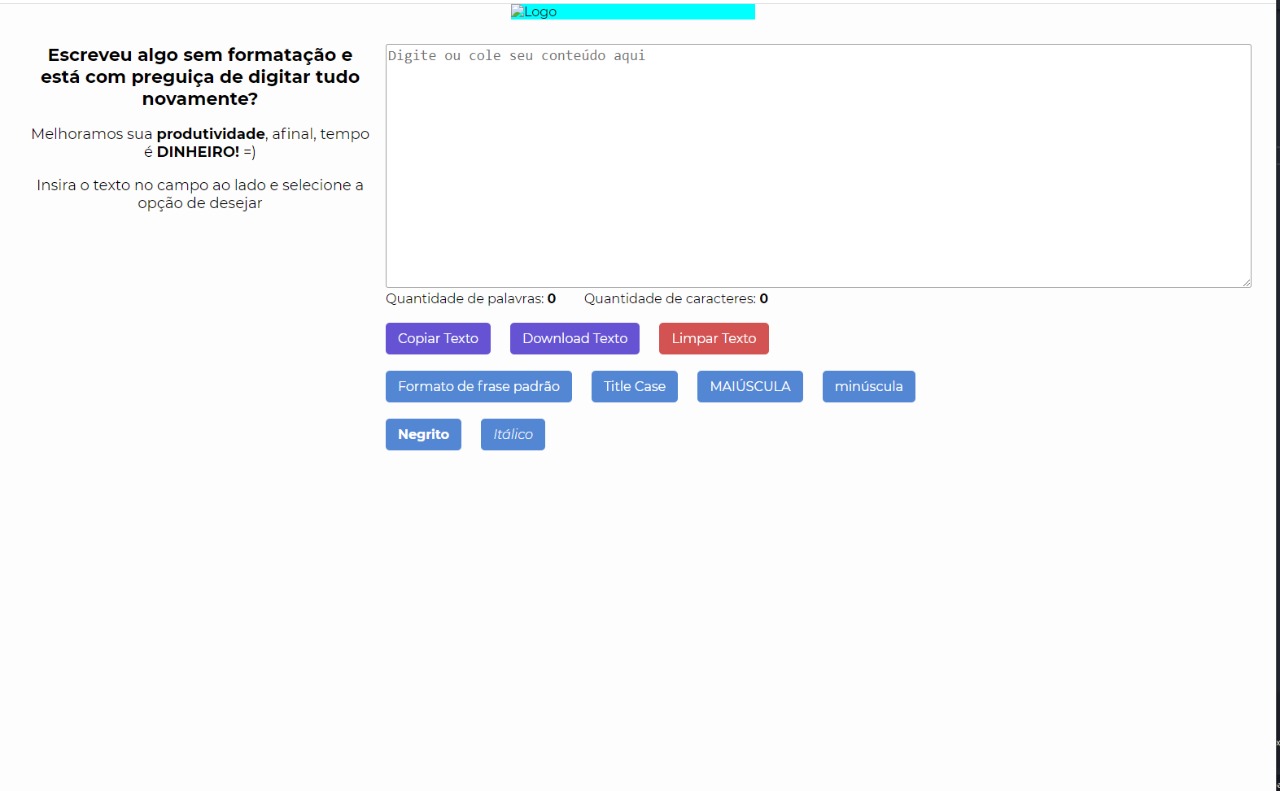 Logo
Escreveu algo sem formatação e
está com preguiça de digitar tudo
novamente?
Melhoramos sua produtividade, afinal, tempo
é DINHEIRO! =)
Insira o texto no campo ao lado e selecione a
opção de desejar
Digite ou cole seu conteúdo aqui
Quantidade de palavras: 0 Quantidade de caracteres: 0
Copiar Texto Download Texto Limpar Texto
Formato de frase padrão Title Case MAIÚSCULA minúscula
Negrito Itálico